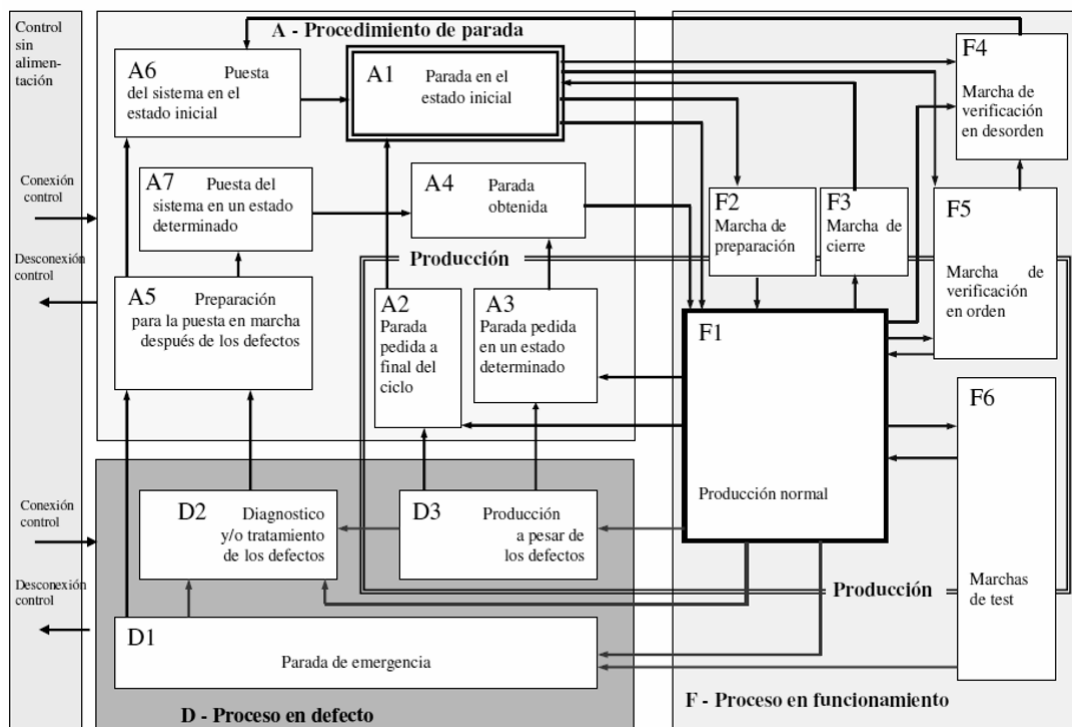 Control
sin
alimen-
tación
A - Procedimiento de parada
A6 Puesta
del sistema en el
estado inicial
A1 Parada en el
estado inicial
F4
Marcha de
verificación
en desorden
Conexión
control
A7 Puesta del
sistema en un estado
determinado
A4 Parada
obtenida
F2
Marcha de
preparación
F3
Marcha de
cierre
F5
Marcha de
verificación
en orden
Desconexión
control
Producción
A5 Preparación
para la puesta en marcha
después de los defectos
A2
Parada
pedida a
final del
ciclo
A3
Parada pedida
en un estado
determinado
F1
Producción normal
F6
Marchas
de test
Conexión
control
D2 Diagnostico
y/o tratamiento
de los defectos
D3 Producción
a pesar de
los defectos
Desconexión
control
Producción
D1
Parada de emergencia
D - Proceso en defecto
F - Proceso en funcionamiento